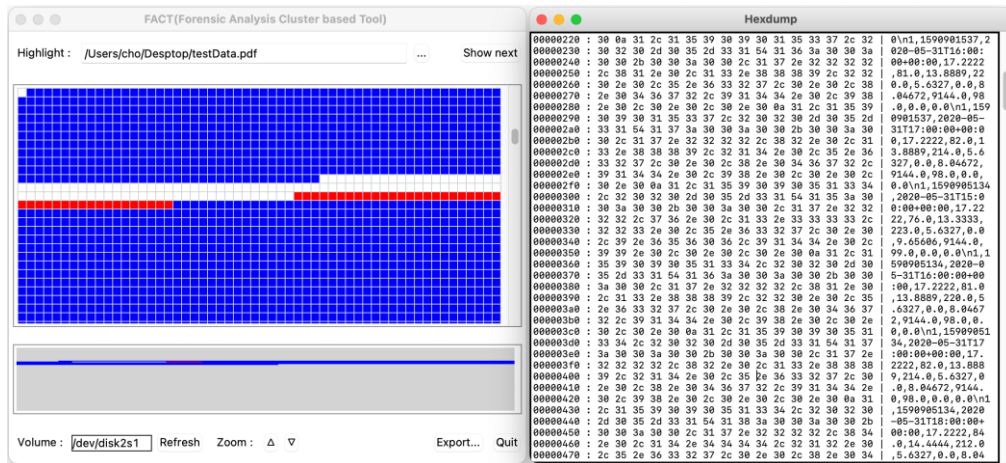 FACT(Forensic Analysis Cluster based Tool)
Highlight : /Users/cho/Desptop/testData.pdf ... Show next
Volume : /dev/disk2s1 Refresh Zoom : Δ ∇ Export... Quit
Hexdump
00000220 : 30 0a 31 2c 31 35 39 30 39 30 31 35 33 37 2c 32 | 0\n1,1590901537,2
00000230 : 30 32 30 2d 30 35 2d 33 31 54 31 36 3a 30 30 3a | 020-05-31T16:00:
00000240 : 30 30 2b 30 30 3a 30 30 2c 31 37 2e 32 32 32 32 | 00+00:00,17.2222
00000250 : 2c 38 31 2e 30 2c 31 33 2e 38 38 38 39 2c 32 32 | ,81.0,13.8889,22
00000260 : 30 2e 30 2c 35 2e 36 33 32 37 2c 30 2e 30 2c 38 | 0.0,5.6327,0.0,8
00000270 : 2e 30 34 36 37 32 2c 39 31 34 34 2e 30 2c 39 38 | .04672,9144.0,98
00000280 : 2e 30 2c 30 2e 30 2c 30 2e 30 0a 31 2c 31 35 39 | .0,0.0,0.0\n1,159
00000290 : 30 39 30 31 35 33 37 2c 32 30 32 30 2d 30 35 2d | 0901537,2020-05-
000002a0 : 33 31 54 31 37 3a 30 30 3a 30 30 2b 30 30 3a 30 | 31T17:00:00+00:0
000002b0 : 30 2c 31 37 2e 32 32 32 32 2c 38 32 2e 30 2c 31 | 0,17.2222,82.0,1
000002c0 : 33 2e 38 38 38 39 2c 32 31 34 2e 30 2c 35 2e 36 | 3.8889,214.0,5.6
000002d0 : 33 32 37 2c 30 2e 30 2c 38 2e 30 34 36 37 32 2c | 327,0.0,8.04672,
000002e0 : 39 31 34 34 2e 30 2c 39 38 2e 30 2c 30 2e 30 2c | 9144.0,98.0,0.0,
000002f0 : 30 2e 30 0a 31 2c 31 35 39 30 39 30 35 31 33 34 | 0.0\n1,1590905134
00000300 : 2c 32 30 32 30 2d 30 35 2d 33 31 54 31 35 3a 30 | ,2020-05-31T15:0
00000310 : 30 3a 30 30 2b 30 30 3a 30 30 2c 31 37 2e 32 32 | 0:00+00:00,17.22
00000320 : 32 32 2c 37 36 2e 30 2c 31 33 2e 33 33 33 33 2c | 22,76.0,13.3333,
00000330 : 32 32 33 2e 30 2c 35 2e 36 33 32 37 2c 30 2e 30 | 223.0,5.6327,0.0
00000340 : 2c 39 2e 36 35 36 30 36 2c 39 31 34 34 2e 30 2c | ,9.65606,9144.0,
00000350 : 39 39 2e 30 2c 30 2e 30 2c 30 2e 30 0a 31 2c 31 | 99.0,0.0,0.0\n1,1
00000360 : 35 39 30 39 30 35 31 33 34 2c 32 30 32 30 2d 30 | 590905134,2020-0
00000370 : 35 2d 33 31 54 31 36 3a 30 30 3a 30 30 2b 30 30 | 5-31T16:00:00+00
00000380 : 3a 30 30 2c 31 37 2e 32 32 32 32 2c 38 31 2e 30 | :00,17.2222,81.0
00000390 : 2c 31 33 2e 38 38 38 39 2c 32 32 30 2e 30 2c 35 | ,13.8889,220.0,5
000003a0 : 2e 36 33 32 37 2c 30 2e 30 2c 38 2e 30 34 36 37 | .6327,0.0,8.0467
000003b0 : 32 2c 39 31 34 34 2e 30 2c 39 38 2e 30 2c 30 2e | 2,9144.0,98.0,0.
000003c0 : 30 2c 30 2e 30 0a 31 2c 31 35 39 30 39 30 35 31 | 0,0.0\n1,15909051
000003d0 : 33 34 2c 32 30 32 30 2d 30 35 2d 33 31 54 31 37 | 34,2020-05-31T17
000003e0 : 3a 30 30 3a 30 30 2b 30 30 3a 30 30 2c 31 37 2e | :00:00+00:00,17.
000003f0 : 32 32 32 32 2c 38 32 2e 30 2c 31 33 2e 38 38 38 | 2222,82.0,13.888
00000400 : 39 2c 32 31 34 2e 30 2c 35 2e 36 33 32 37 2c 30 | 9,214.0,5.6327,0
00000410 : 2e 30 2c 38 2e 30 34 36 37 32 2c 39 31 34 34 2e | .0,8.04672,9144.
00000420 : 30 2c 39 38 2e 30 2c 30 2e 30 2c 30 2e 30 0a 31 | 0,98.0,0.0,0.0\n1
00000430 : 2c 31 35 39 30 39 30 35 31 33 34 2c 32 30 32 30 | ,1590905134,2020
00000440 : 2d 30 35 2d 33 31 54 31 38 3a 30 30 3a 30 30 2b | -05-31T18:00:00+
00000450 : 30 30 3a 30 30 2c 31 37 2e 32 32 32 32 2c 38 34 | 00:00,17.2222,84
00000460 : 2e 30 2c 31 34 2e 34 34 34 34 2c 32 31 32 2e 30 | .0,14.4444,212.0
00000470 : 2c 35 2e 36 33 32 37 2c 30 2e 30 2c 38 2e 30 34 | ,5.6327,0.0,8.04